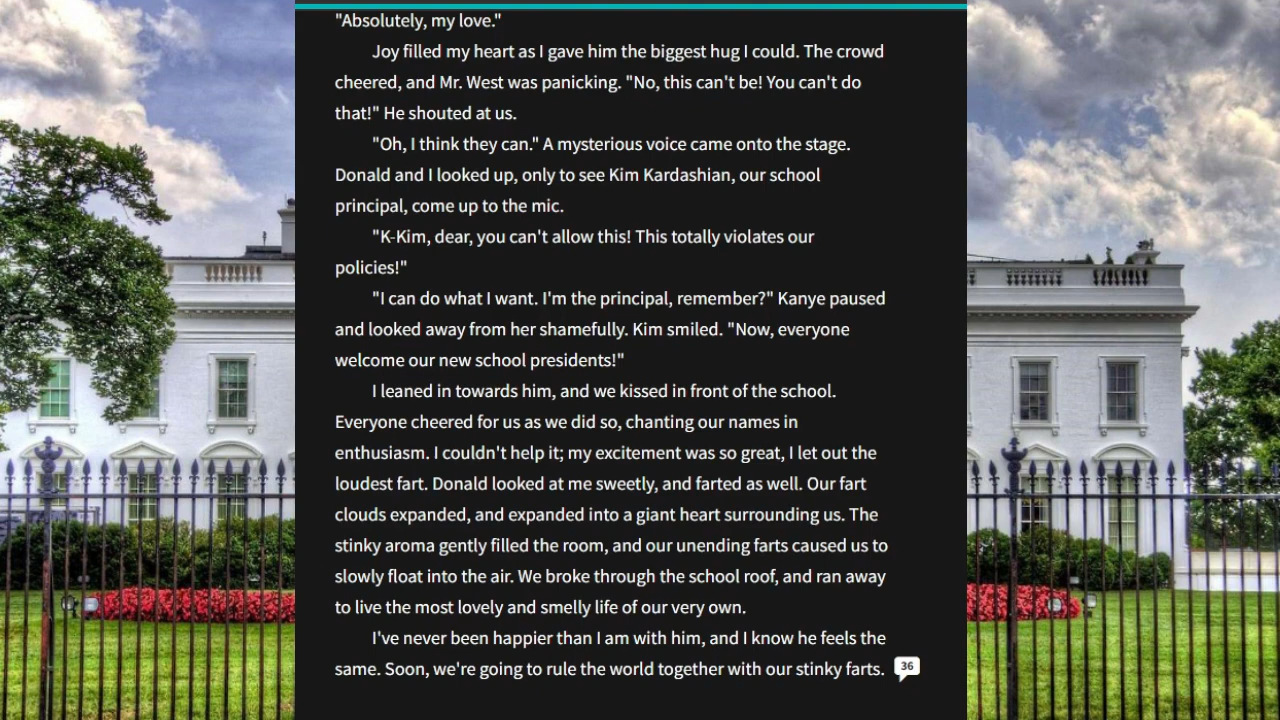 "Absolutely, my love."
Joy filled my heart as I gave him the biggest hug I could. The crowd
cheered, and Mr. West was panicking. "No, this can't be! You can't do
that!" He shouted at us.
"Oh, I think they can." A mysterious voice came onto the stage.
Donald and I looked up, only to see Kim Kardashian, our school
principal, come up to the mic.
"K-Kim, dear, you can't allow this! This totally violates our
policies!"
"I can do what I want. I'm the principal, remember?" Kanye paused
and looked away from her shamefully. Kim smiled. "Now, everyone
welcome our new school presidents!"
I leaned in towards him, and we kissed in front of the school.
Everyone cheered for us as we did so, chanting our names in
enthusiasm. I couldn't help it; my excitement was so great, I let out the
loudest fart. Donald looked at me sweetly, and farted as well. Our fart
clouds expanded, and expanded into a giant heart surrounding us. The
stinky aroma gently filled the room, and our unending farts caused us to
slowly float into the air. We broke through the school roof, and ran away
to live the most lovely and smelly life of our very own.
I've never been happier than I am with him, and I know he feels the
same. Soon, we're going to rule the world together with our stinky farts. 36